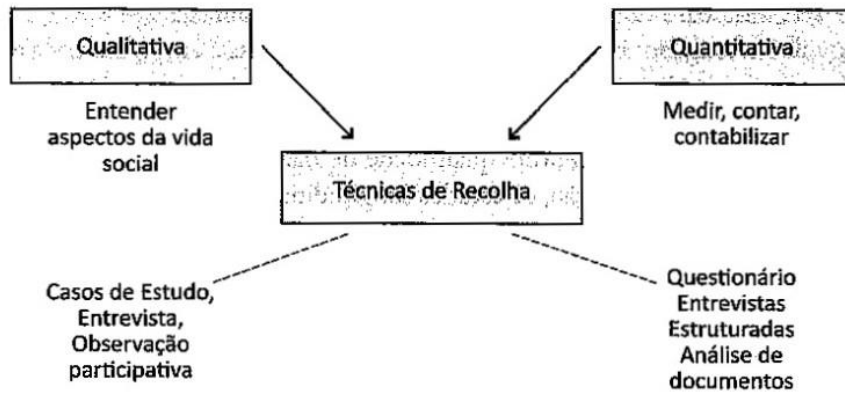 Qualitativa
Quantitativa
Entender
aspectos da vida
social
Medir, contar,
contabilizar
Técnicas de Recolha
Casos de Estudo,
Entrevista,
Observação
participativa
Questionário
Entrevistas
Estruturadas
Análise de
documentos